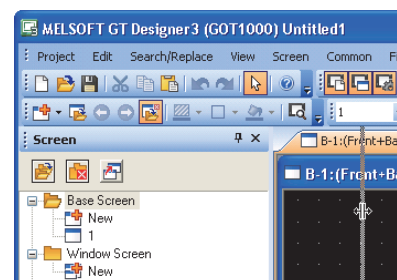 MELSOFT GT Designer3 (GOT1000) Untitled1
Project Edit Search/Replace View Screen Common
1
Screen
B-1:(Front+Ba
Base Screen
New
1
Window Screen
New
B-1:(Front+B